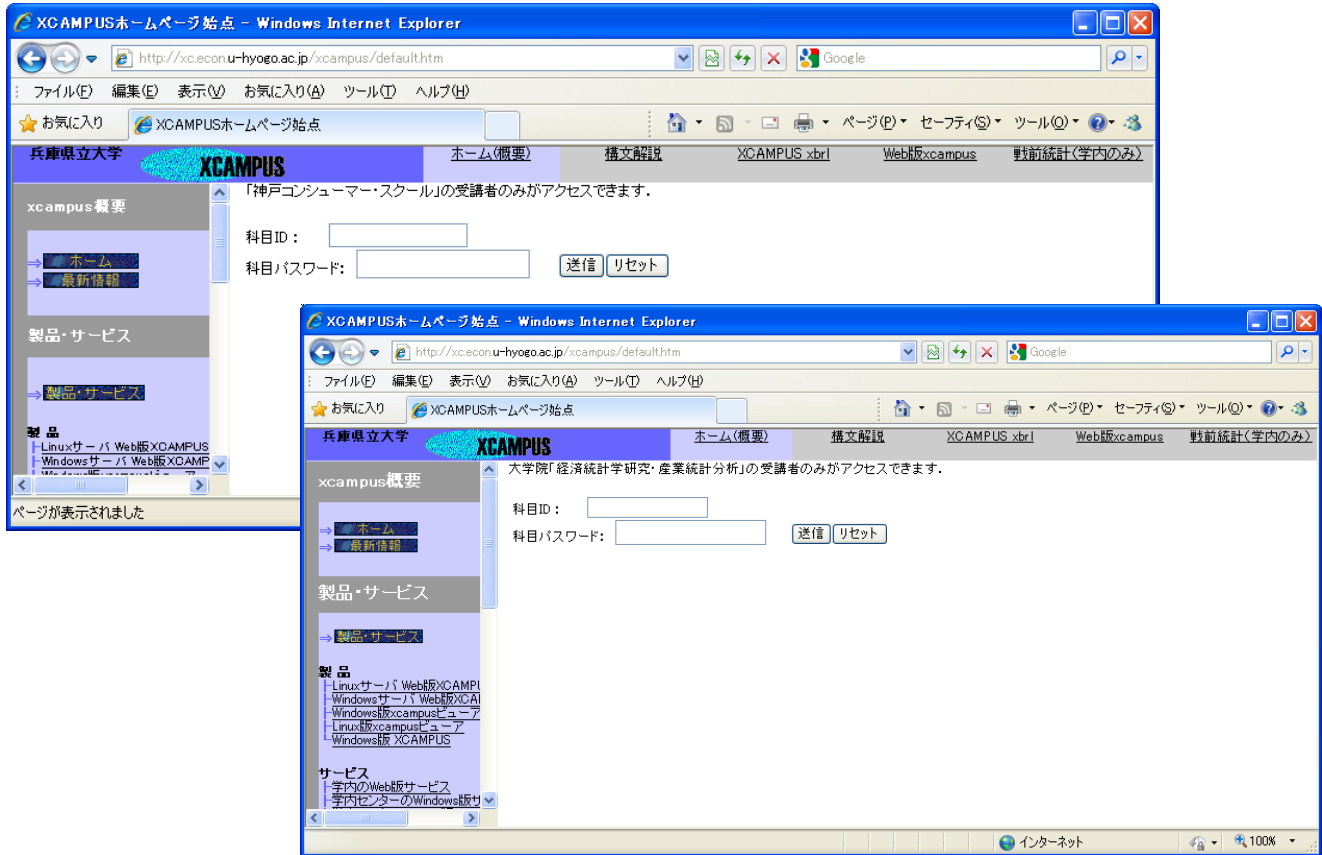 XCAMPUSホームページ始点 - Windows Internet Explorer
http://xc.econ.u-hyogo.ac.jp/xcampus/default.htm
Google
ファイル(F) 編集(E) 表示(V) お気に入り(A) ツール(T) ヘルプ(H)
お気に入り XCAMPUSホームページ始点 ページ(P) セーフティ(S) ツール(O)
兵庫県立大学 XCAMPUS ホーム(概要) 構文解説 XCAMPUS xbrl Web版xcampus 戦前統計(学内のみ)
「神戸コンシューマー・スクール」の受講者のみがアクセスできます.
xcampus概要
科目ID:
⇒ホーム
科目パスワード: 送信 リセット
⇒最新情報
製品・サービス
⇒製品・サービス
製 品
├Linuxサーバ Web版XCAMPUS
├Windowsサーバ Web版XCAMP
ページが表示されました
XCAMPUSホームページ始点 - Windows Internet Explorer
http://xc.econ.u-hyogo.ac.jp/xcampus/default.htm
Google
ファイル(F) 編集(E) 表示(V) お気に入り(A) ツール(T) ヘルプ(H)
お気に入り XCAMPUSホームページ始点 ページ(P) セーフティ(S) ツール(O)
兵庫県立大学 XCAMPUS ホーム(概要) 構文解説 XCAMPUS xbrl Web版xcampus 戦前統計(学内のみ)
大学院「経済統計学研究・産業統計分析」の受講者のみがアクセスできます.
xcampus概要
科目ID:
⇒ホーム
科目パスワード: 送信 リセット
⇒最新情報
製品・サービス
⇒製品・サービス
製 品
├Linuxサーバ Web版XCAMPU
├Windowsサーバ Web版XCA
├Windows版xcampusビューア
├Linux版xcampusビューア
└Windows版 XCAMPUS
サービス
├学内のWeb版サービス
├学内センターのWindows版サ
インターネット 100%